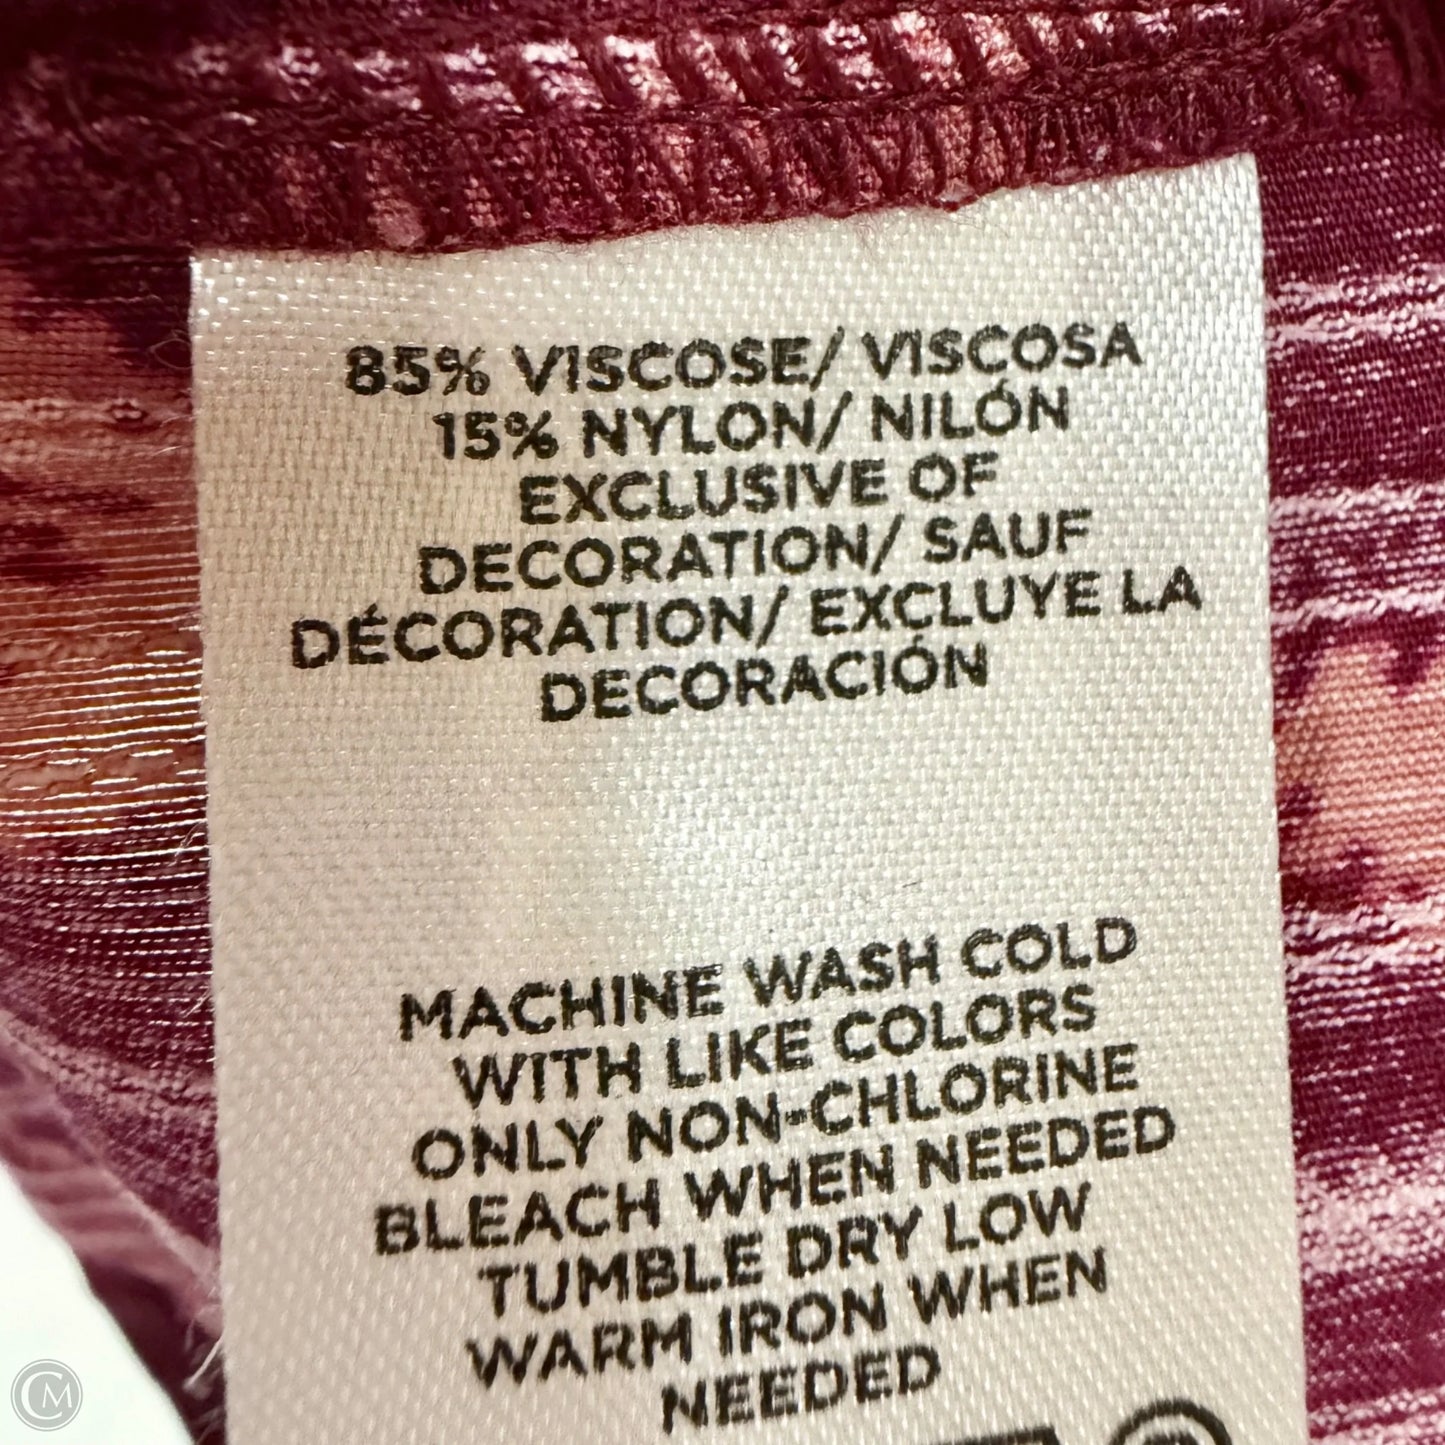 85% VISCOSE/ VISCOSA
15% NYLON/ NILÓN
EXCLUSIVE OF
DECORATION/ SAUF
DÉCORATION/ EXCLUYE LA
DECORACIÓN
MACHINE WASH COLD
WITH LIKE COLORS
ONLY NON-CHLORINE
BLEACH WHEN NEEDED
TUMBLE DRY LOW
WARM IRON WHEN
NEEDED
CM